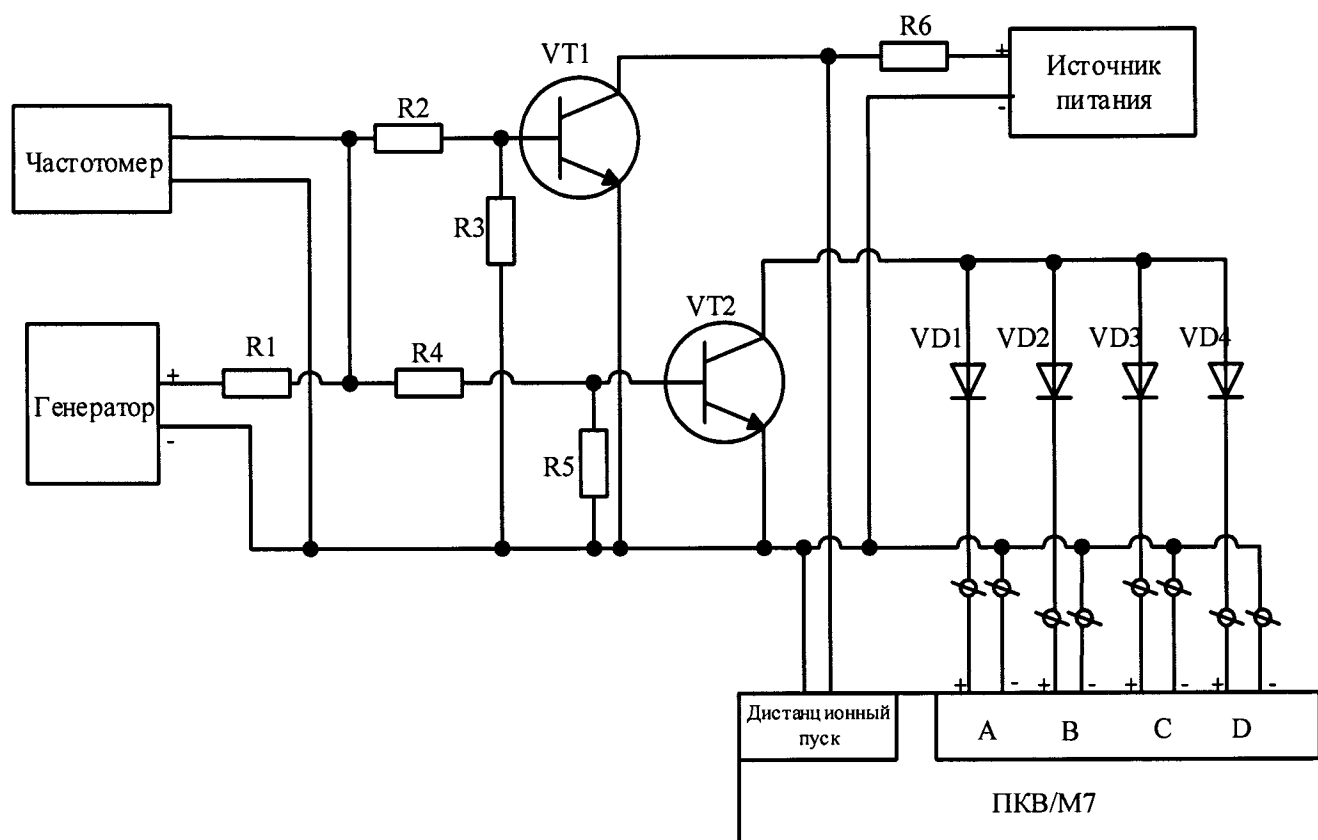 R6
VT1
+
Источник
питания
-
R2
Частотомер
R3
VT2
VD1
VD2
VD3
VD4
R1
R4
+
Генератор
-
R5
+
-
+
-
+
-
+
-
Дистанционный
пуск
A
B
C
D
ПКВ/М7